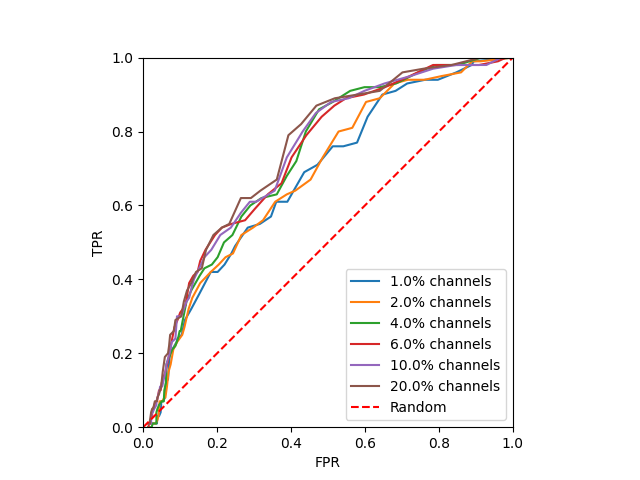 1.0
0.8
0.6
0.4
0.2
0.0
TPR
0.0 0.2 0.4 0.6 0.8 1.0
FPR
1.0% channels
2.0% channels
4.0% channels
6.0% channels
10.0% channels
20.0% channels
Random